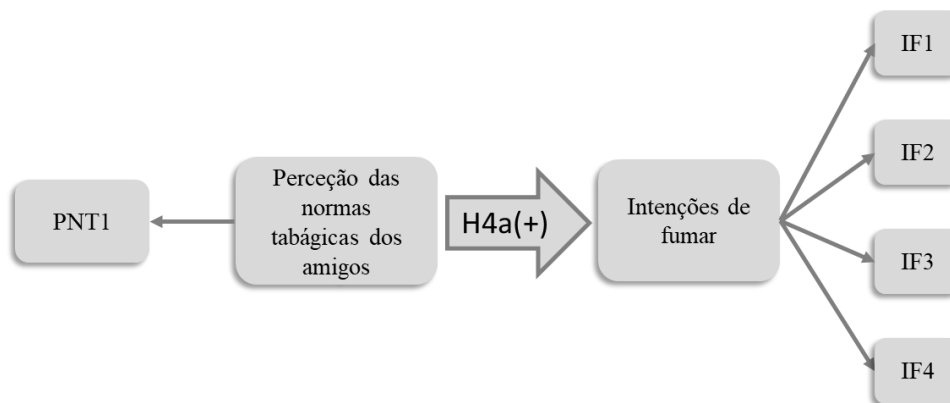 PNT1
Perceção das
normas
tabágicas dos
amigos
H4a(+)
Intenções de
fumar
IF1
IF2
IF3
IF4